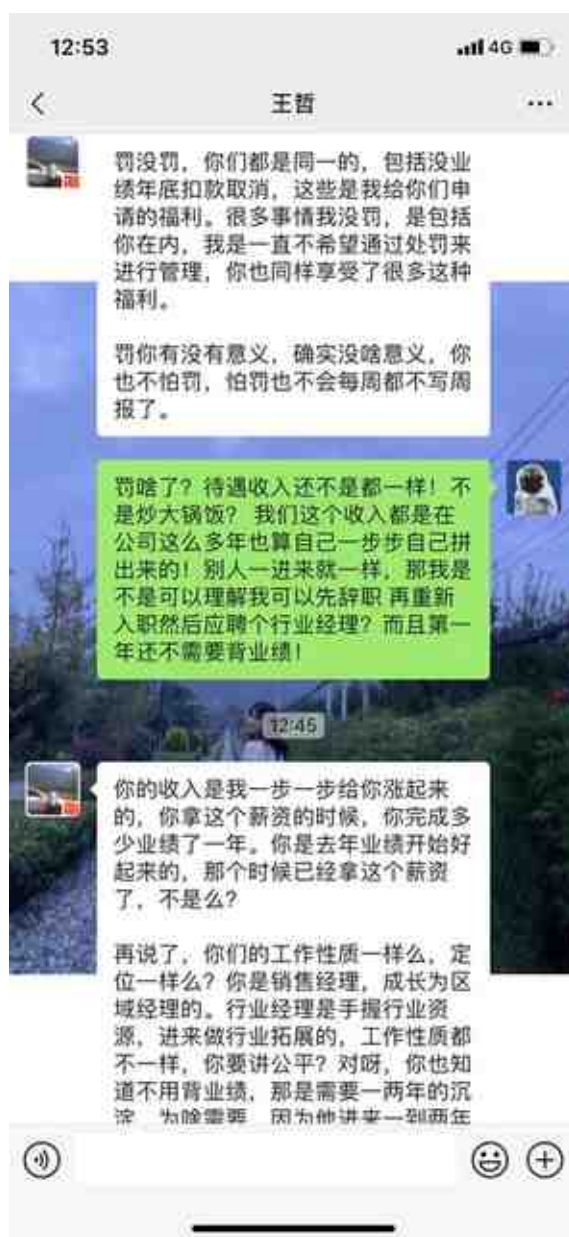 12:53
4G
王哲
罚没罚，你们都是同一的，包括没业
绩年底扣款取消，这些是我给你们申
请的福利。很多事情我没罚，是包括
你在内，我是一直不希望通过处罚来
进行管理，你也同样享受了很多这种
福利。
罚你有没有意义，确实没啥意义，你
也不怕罚，怕罚也不会每周都不写周
报了。
罚啥了？待遇收入还不是都一样！不
是炒大锅饭？ 我们这个收入都是在
公司这么多年也算自己一步步自己拼
出来的！别人一进来就一样，那我是
不是可以理解我可以先辞职 再重新
入职然后应聘个行业经理？而且第一
年还不需要背业绩！
12:45
你的收入是我一步一步给你涨起来
的，你拿这个薪资的时候，你完成多
少业绩了一年。你是去年业绩开始好
起来的，那个时候已经拿这个薪资
了，不是么？
再说了，你们的工作性质一样么，定
位一样么？你是销售经理，成长为区
域经理的。行业经理是手握行业资
源，进来做行业拓展的，工作性质都
不一样，你要讲公平？对呀，你也知
道不用背业绩，那是需要一两年的沉
淀，为啥需要，因为他进来一到两年